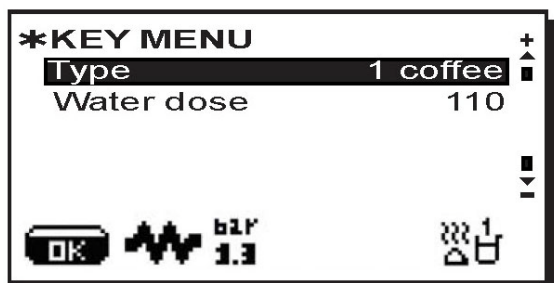 *KEY MENU +
Type 1 coffee
Water dose 110
-
OK bar 1.3 1